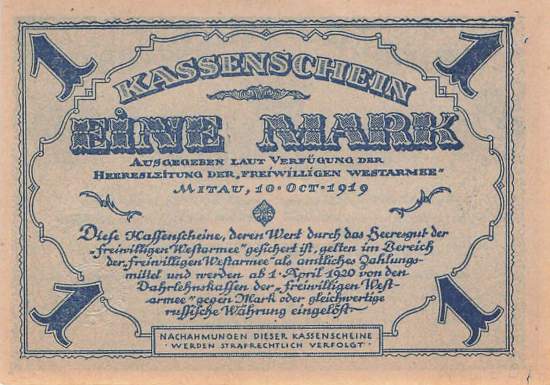 1 1
KASSENSCHEIN
EINE MARK
AUSGEGEBEN LAUT VERFÜGUNG DER
HEERESLEITUNG DER „FREIWILLIGEN WESTARMEE"
MITAU, 10·OCT·1919
Diese Kassenscheine, deren Wert durch das Heeresgut der
„freiwilligen Westarmee" gesichert ist, gelten im Bereich
der „freiwilligen Westarmee" als amtliches Zahlungs-
mittel und werden ab 1·April 1920 von den
Dahrlehnskassen der „freiwilligen West-
armee" gegen Mark oder gleichwertige
russische Währung eingelöst
1 1
NACHAHMUNGEN DIESER KASSENSCHEINE
·WERDEN STRAFRECHTLICH VERFOLGT·